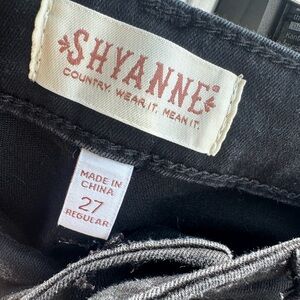 SHYANNE®
COUNTRY. WEAR IT. MEAN IT.
MADE IN
CHINA
27
REGULAR